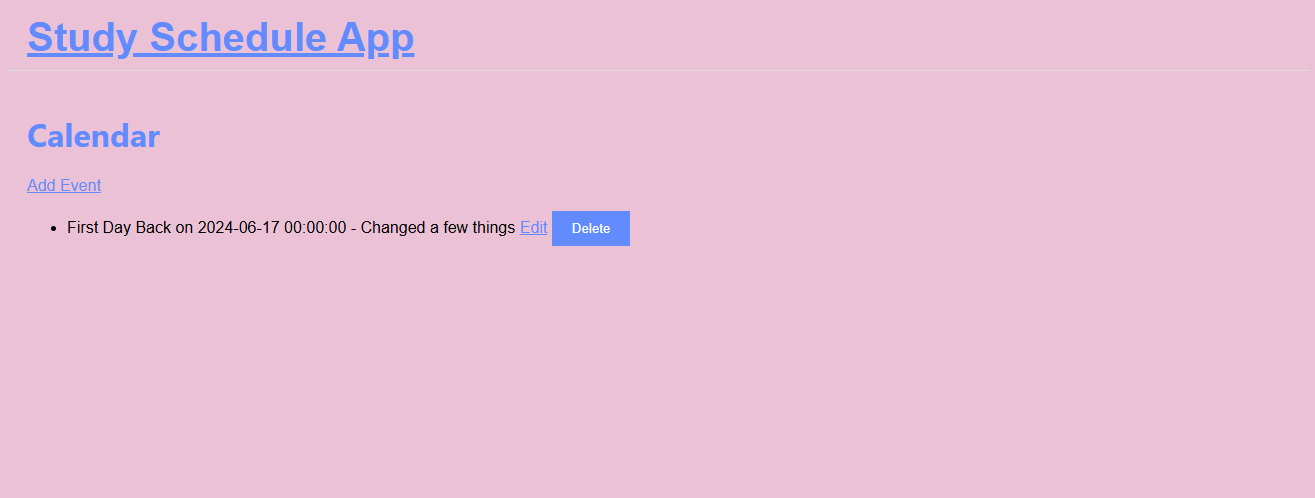 Study Schedule App
Calendar
Add Event
First Day Back on 2024-06-17 00:00:00 - Changed a few things Edit Delete